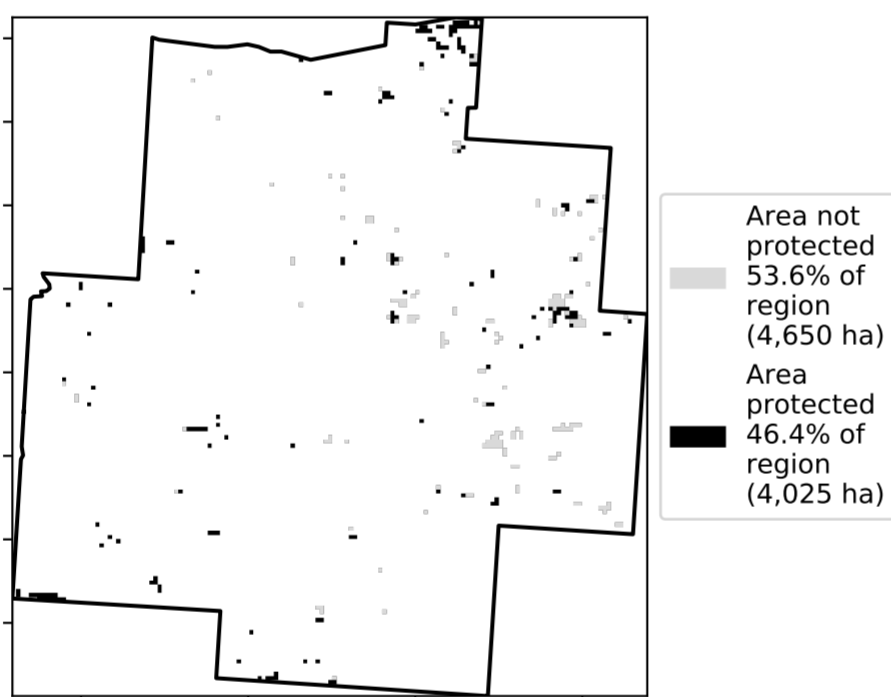 Area not
protected
53.6% of
region
(4,650 ha)
Area
protected
46.4% of
region
(4,025 ha)